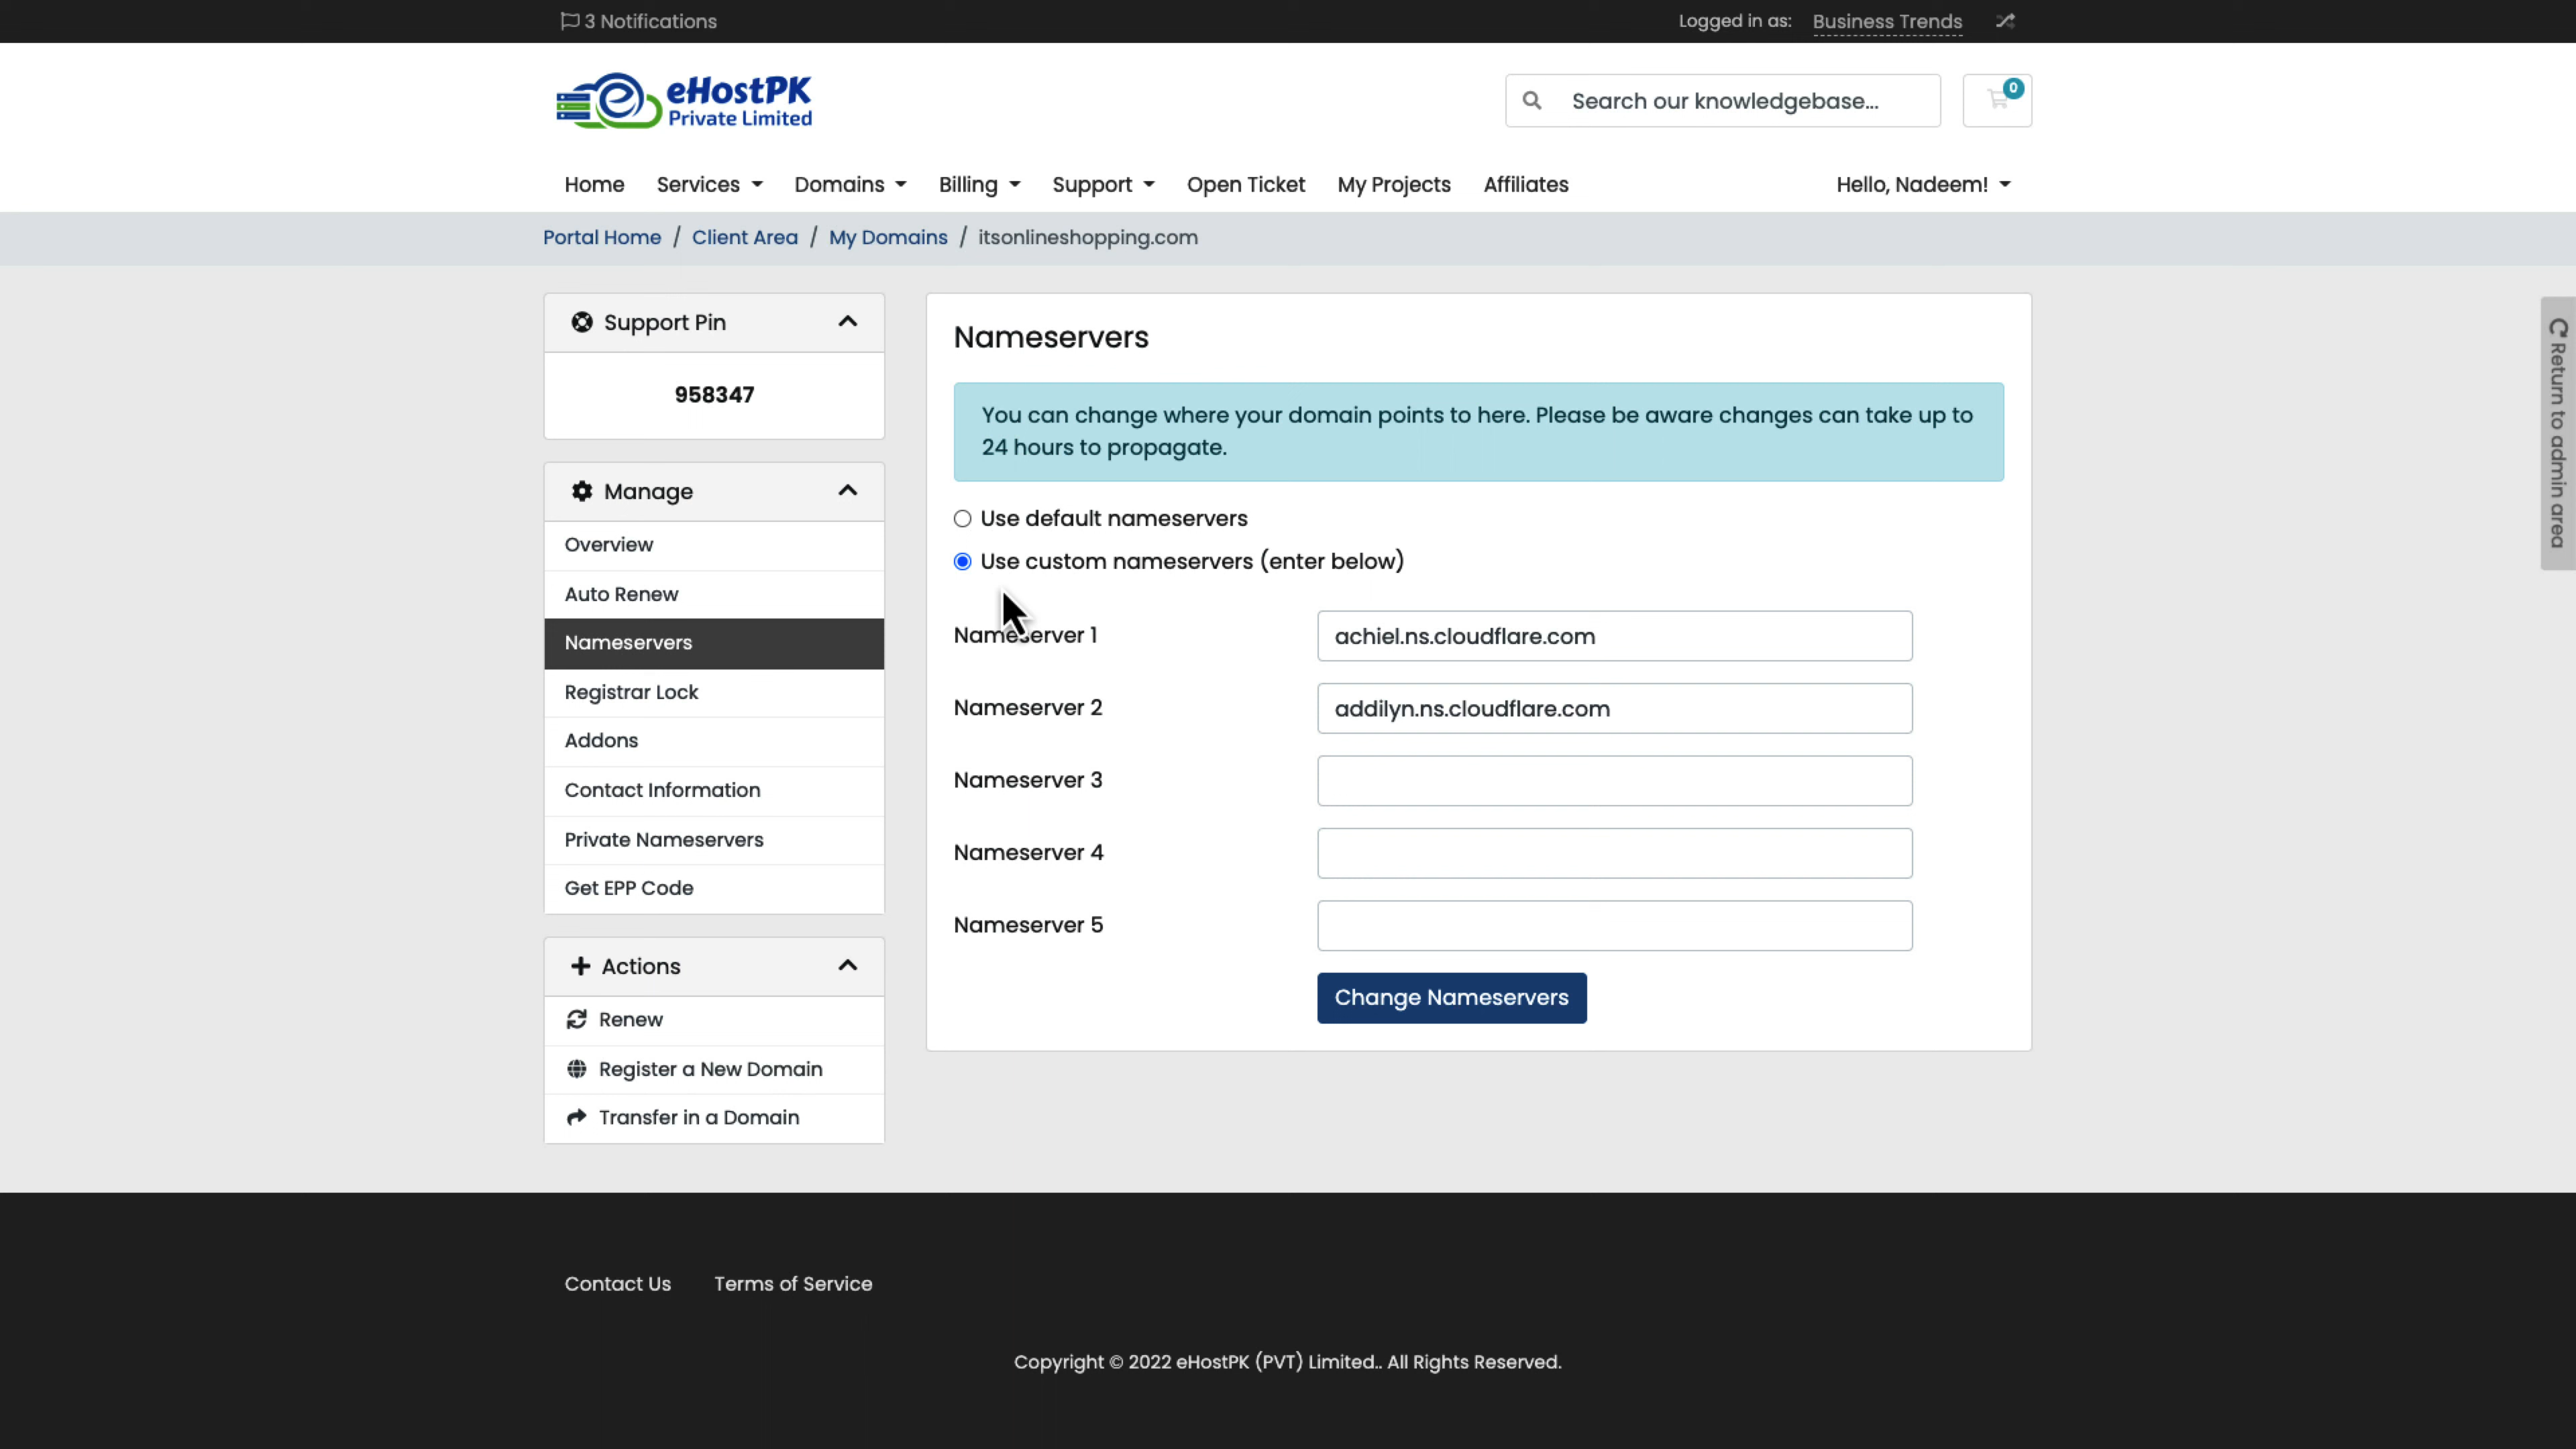 3 Notifications
Logged in as: Business Trends
eHostPK
Private Limited
Search our knowledgebase...
0
Home Services Domains Billing Support Open Ticket My Projects Affiliates Hello, Nadeem!
Portal Home / Client Area / My Domains / itsonlineshopping.com
Support Pin
958347
Manage
Overview
Auto Renew
Nameservers
Registrar Lock
Addons
Contact Information
Private Nameservers
Get EPP Code
Actions
Renew
Register a New Domain
Transfer in a Domain
Nameservers
You can change where your domain points to here. Please be aware changes can take up to
24 hours to propagate.
Use default nameservers
Use custom nameservers (enter below)
Nameserver 1 achiel.ns.cloudflare.com
Nameserver 2 addilyn.ns.cloudflare.com
Nameserver 3
Nameserver 4
Nameserver 5
Change Nameservers
Return to admin area
Contact Us Terms of Service
Copyright © 2022 eHostPK (PVT) Limited.. All Rights Reserved.